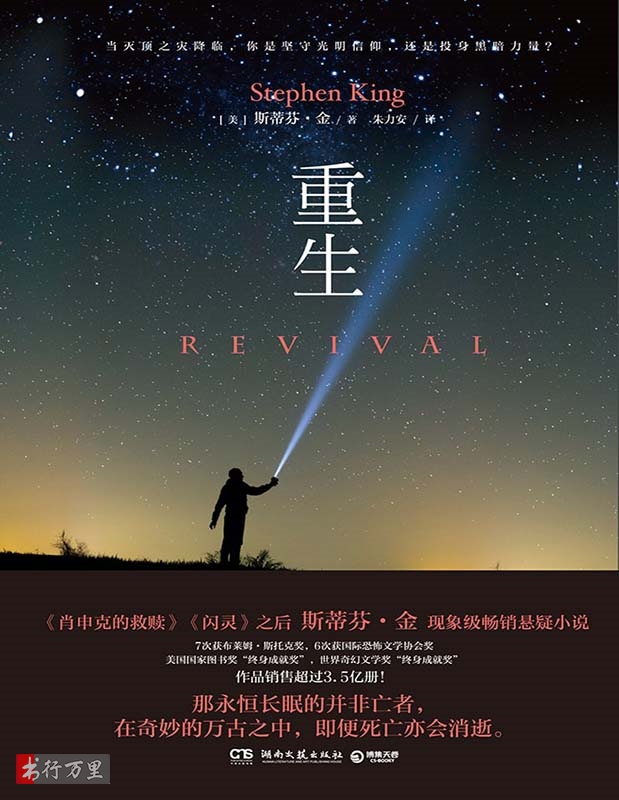 当灭顶之灾降临，你是坚守光明信仰，还是投身黑暗力量？
Stephen King
［美］斯蒂芬·金/著 朱力安/译
重
生
REVIVAL
《肖申克的救赎》《闪灵》之后 斯蒂芬·金 现象级畅销悬疑小说
7次获布莱姆·斯托克奖，6次获国际恐怖文学协会奖
美国国家图书奖“终身成就奖”，世界奇幻文学奖“终身成就奖”
作品销售超过3.5亿册！
那永恒长眠的并非亡者，
在奇妙的万古之中，即便死亡亦会消逝。
湖南文艺出版社
HUNAN LITERATURE AND ART PUBLISHING HOUSE
博集天卷
CS-BOOKY
书行万里